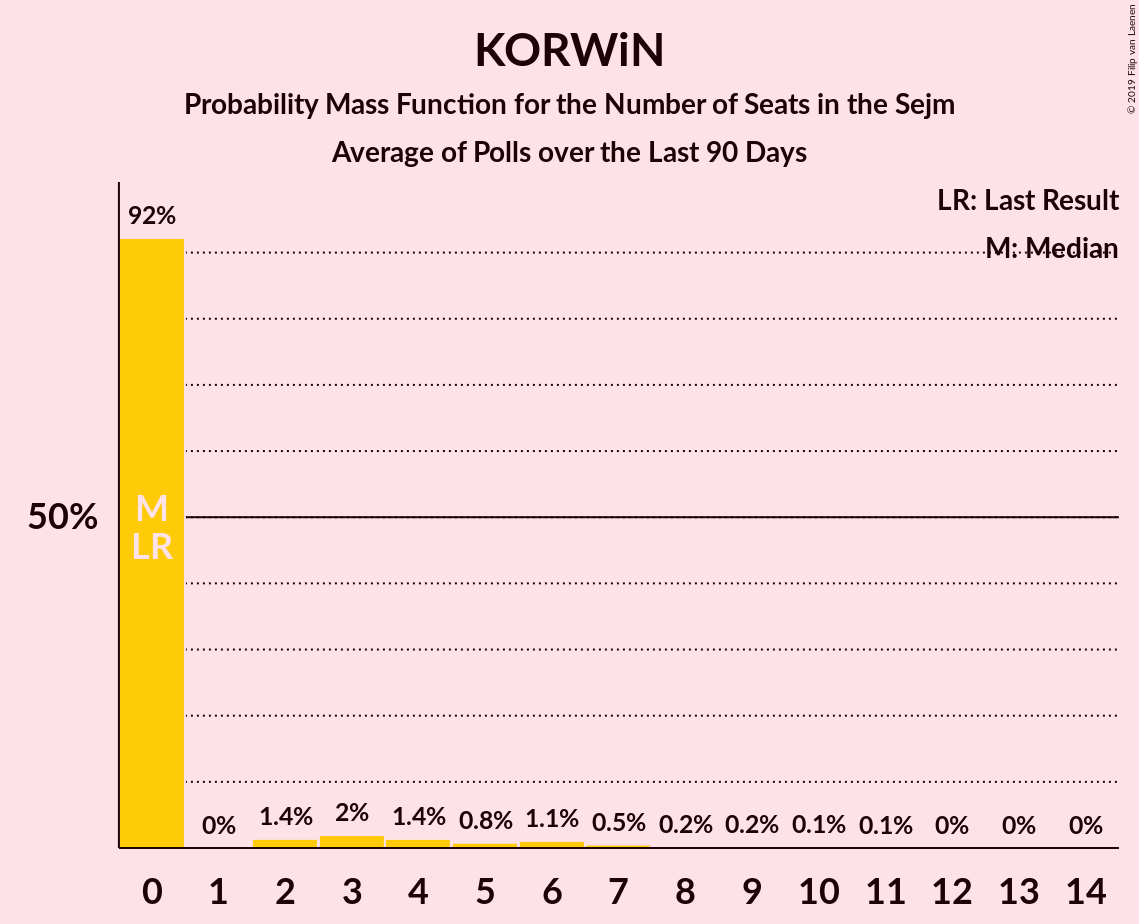 KORWiN
Probability Mass Function for the Number of Seats in the Sejm
Average of Polls over the Last 90 Days
© 2019 Filip van Laenen
LR: Last Result
M: Median
92%
50%
M
LR
0% 1.4% 2% 1.4% 0.8% 1.1% 0.5% 0.2% 0.2% 0.1% 0.1% 0% 0% 0%
0 1 2 3 4 5 6 7 8 9 10 11 12 13 14